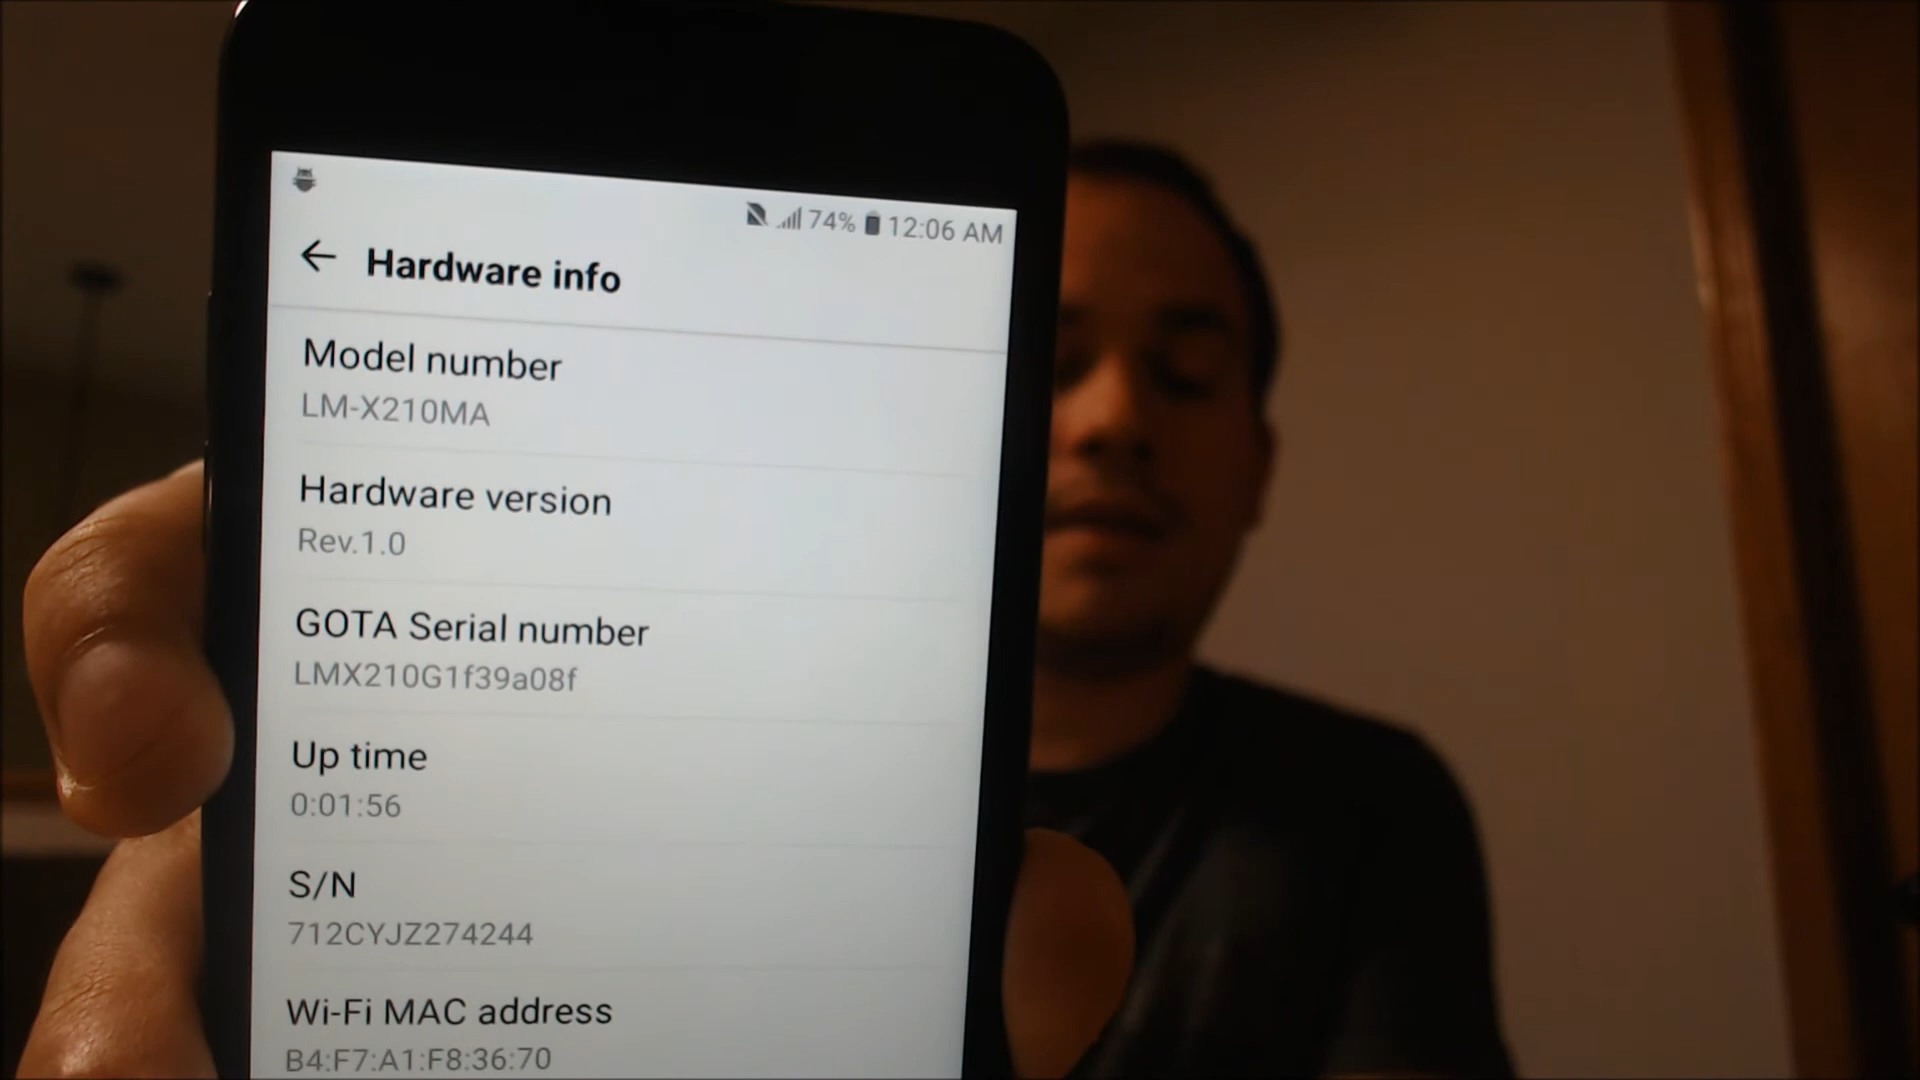 74% 12:06 AM
Hardware info
Model number
LM-X210MA
Hardware version
Rev.1.0
GOTA Serial number
LMX210G1f39a08f
Up time
0:01:56
S/N
712CYJZ274244
Wi-Fi MAC address
B4:F7:A1:F8:36:70